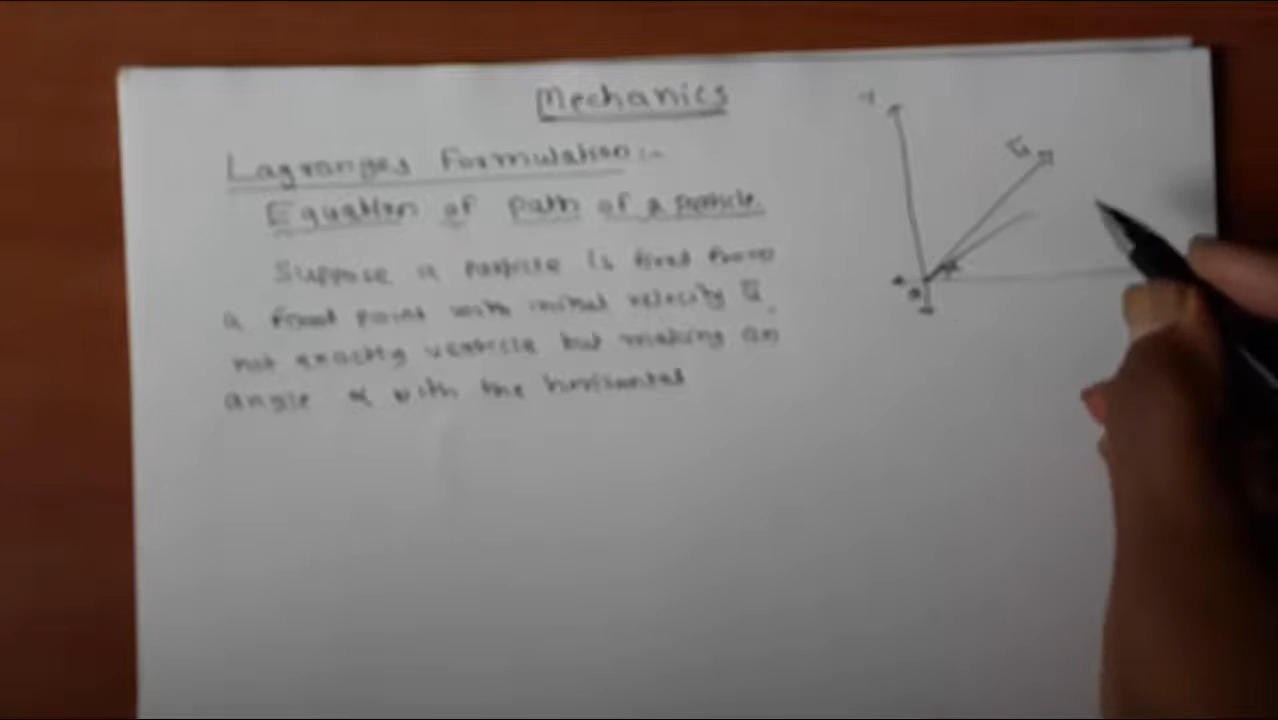 Mechanics
Lagranges Formulation:-
Equation of path of a particle.
Suppose a particle is fired from
a fixed point with initial velocity ū,
not exactly verticle but making an
angle α with the horizontal
Y
ū
α
o